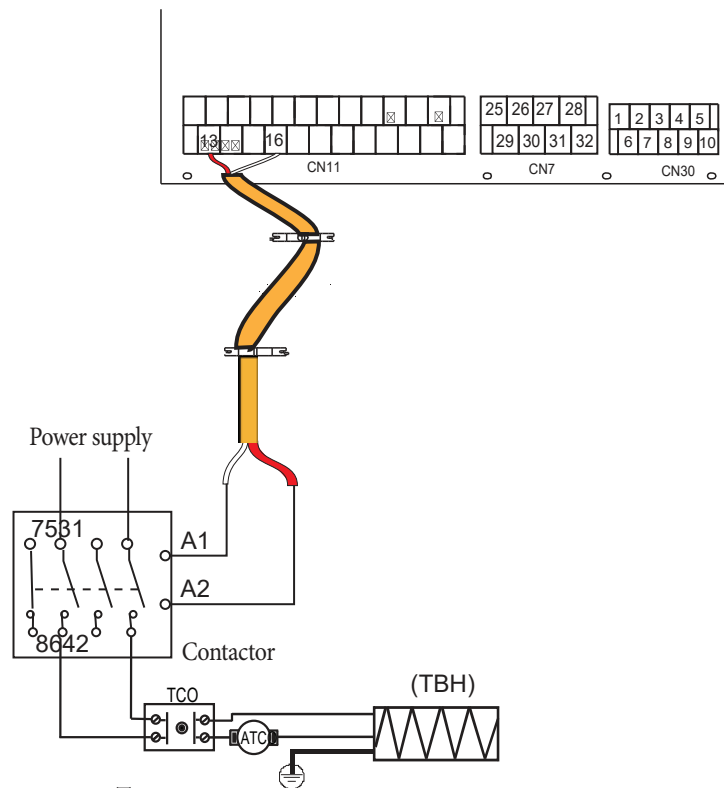 25 26 27 28
1 2 3 4 5
13 16
29 30 31 32
6 7 8 9 10
CN11
CN7
CN30
Power supply
7531
A1
A2
8642
Contactor
(TBH)
TCO
ATC